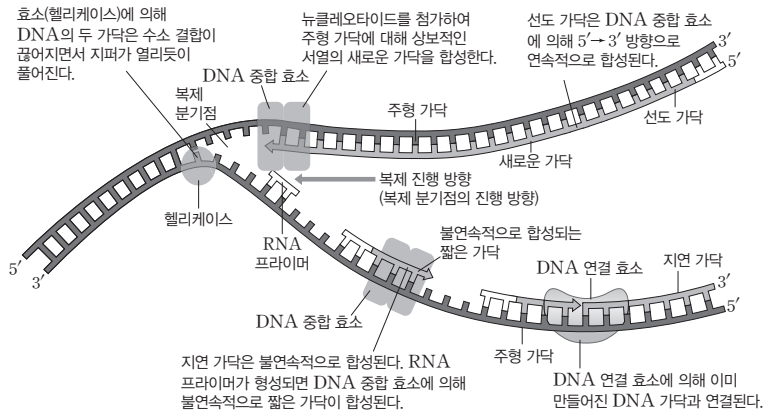 효소(헬리케이스)에 의해
DNA의 두 가닥은 수소 결합이
끊어지면서 지퍼가 열리듯이
풀어진다.
뉴클레오타이드를 첨가하여
주형 가닥에 대해 상보적인
서열의 새로운 가닥을 합성한다.
선도 가닥은 DNA 중합 효소
에 의해 5′→ 3′ 방향으로
연속적으로 합성된다.
3′
5′
DNA 중합 효소
복제
분기점
주형 가닥
선도 가닥
새로운 가닥
복제 진행 방향
(복제 분기점의 진행 방향)
헬리케이스
RNA
프라이머
불연속적으로 합성되는
짧은 가닥
5′
3′
DNA 연결 효소
지연 가닥
3′
5′
DNA 중합 효소
주형 가닥
지연 가닥은 불연속적으로 합성된다. RNA
프라이머가 형성되면 DNA 중합 효소에 의해
불연속적으로 짧은 가닥이 합성된다.
DNA 연결 효소에 의해 이미
만들어진 DNA 가닥과 연결된다.